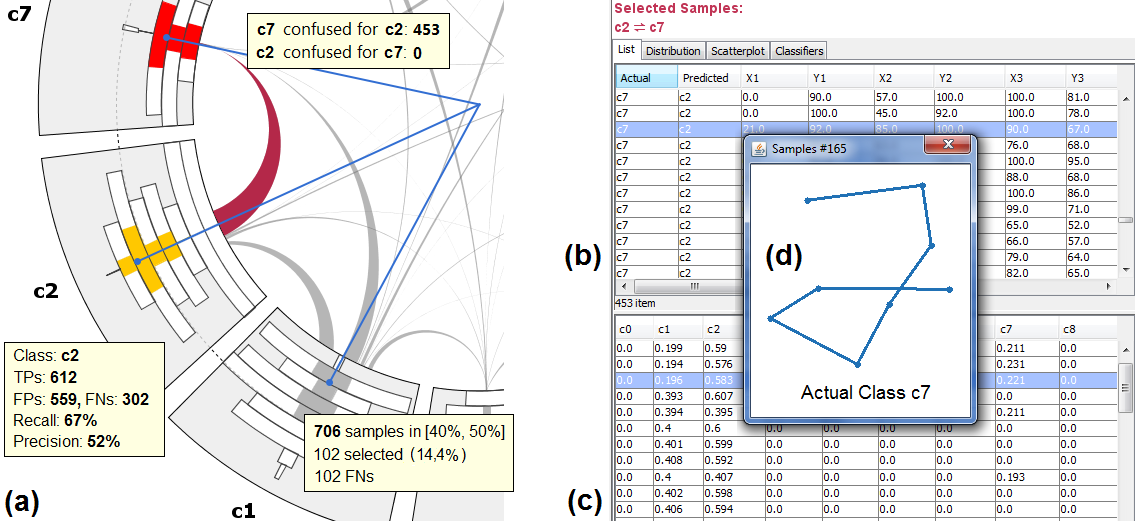 c7
c7 confused for c2: 453
c2 confused for c7: 0
c2
Class: c2
TPs: 612
FPs: 559, FNs: 302
Recall: 67%
Precision: 52%
706 samples in [40%, 50%]
102 selected (14,4%)
102 FNs
(a)
c1
Selected Samples:
c2 ⇌ c7
List Distribution Scatterplot Classifiers
Actual Predicted X1 Y1 X2 Y2 X3 Y3
c7 c2 0.0 90.0 57.0 100.0 100.0 81.0
c7 c2 0.0 100.0 45.0 92.0 100.0 78.0
c7 c2 21.0 92.0 85.0 100.0 90.0 67.0
c7 c2 76.0 68.0
c7 c2 100.0 95.0
c7 c2 88.0 68.0
c7 c2 100.0 86.0
c7 c2 99.0 71.0
c7 c2 65.0 52.0
c7 c2 66.0 57.0
c7 c2 79.0 64.0
c7 c2 82.0 65.0
(b)
453 item
Samples #165
(d)
Actual Class c7
c0 c1 c2 c7 c8
0.0 0.199 0.59 0.211 0.0
0.0 0.194 0.576 0.231 0.0
0.0 0.196 0.583 0.221 0.0
0.0 0.393 0.607 0.0 0.0
0.0 0.394 0.395 0.211 0.0
0.0 0.4 0.6 0.0 0.0 0.0 0.0 0.0
0.0 0.401 0.599 0.0 0.0 0.0 0.0 0.0
0.0 0.408 0.592 0.0 0.0 0.0 0.0 0.0
0.0 0.4 0.407 0.0 0.0 0.0 0.193 0.0
0.0 0.402 0.598 0.0 0.0 0.0 0.0 0.0
0.0 0.406 0.594 0.0 0.0 0.0 0.0 0.0
(c)